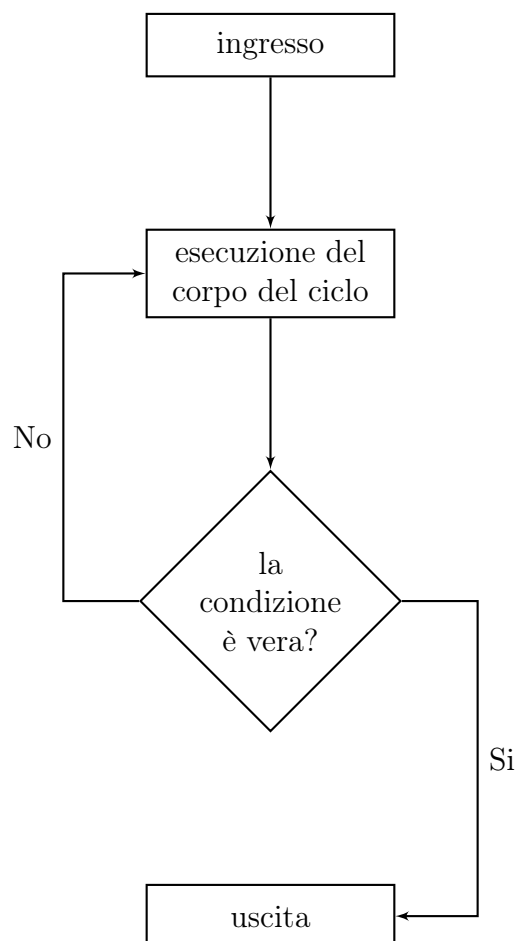 ingresso
esecuzione del
corpo del ciclo
No
la
condizione
è vera?
Si
uscita